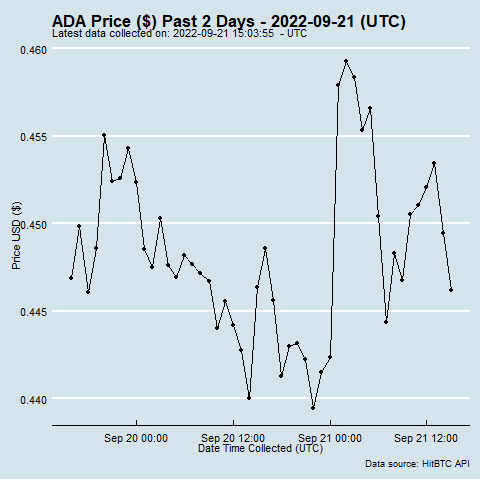 ADA Price ($) Past 2 Days - 2022-09-21 (UTC)
Latest data collected on: 2022-09-21 15:03:55 - UTC
0.460
0.455
0.450
0.445
0.440
Price USD ($)
Sep 20 00:00 Sep 20 12:00 Sep 21 00:00 Sep 21 12:00
Date Time Collected (UTC)
Data source: HitBTC API